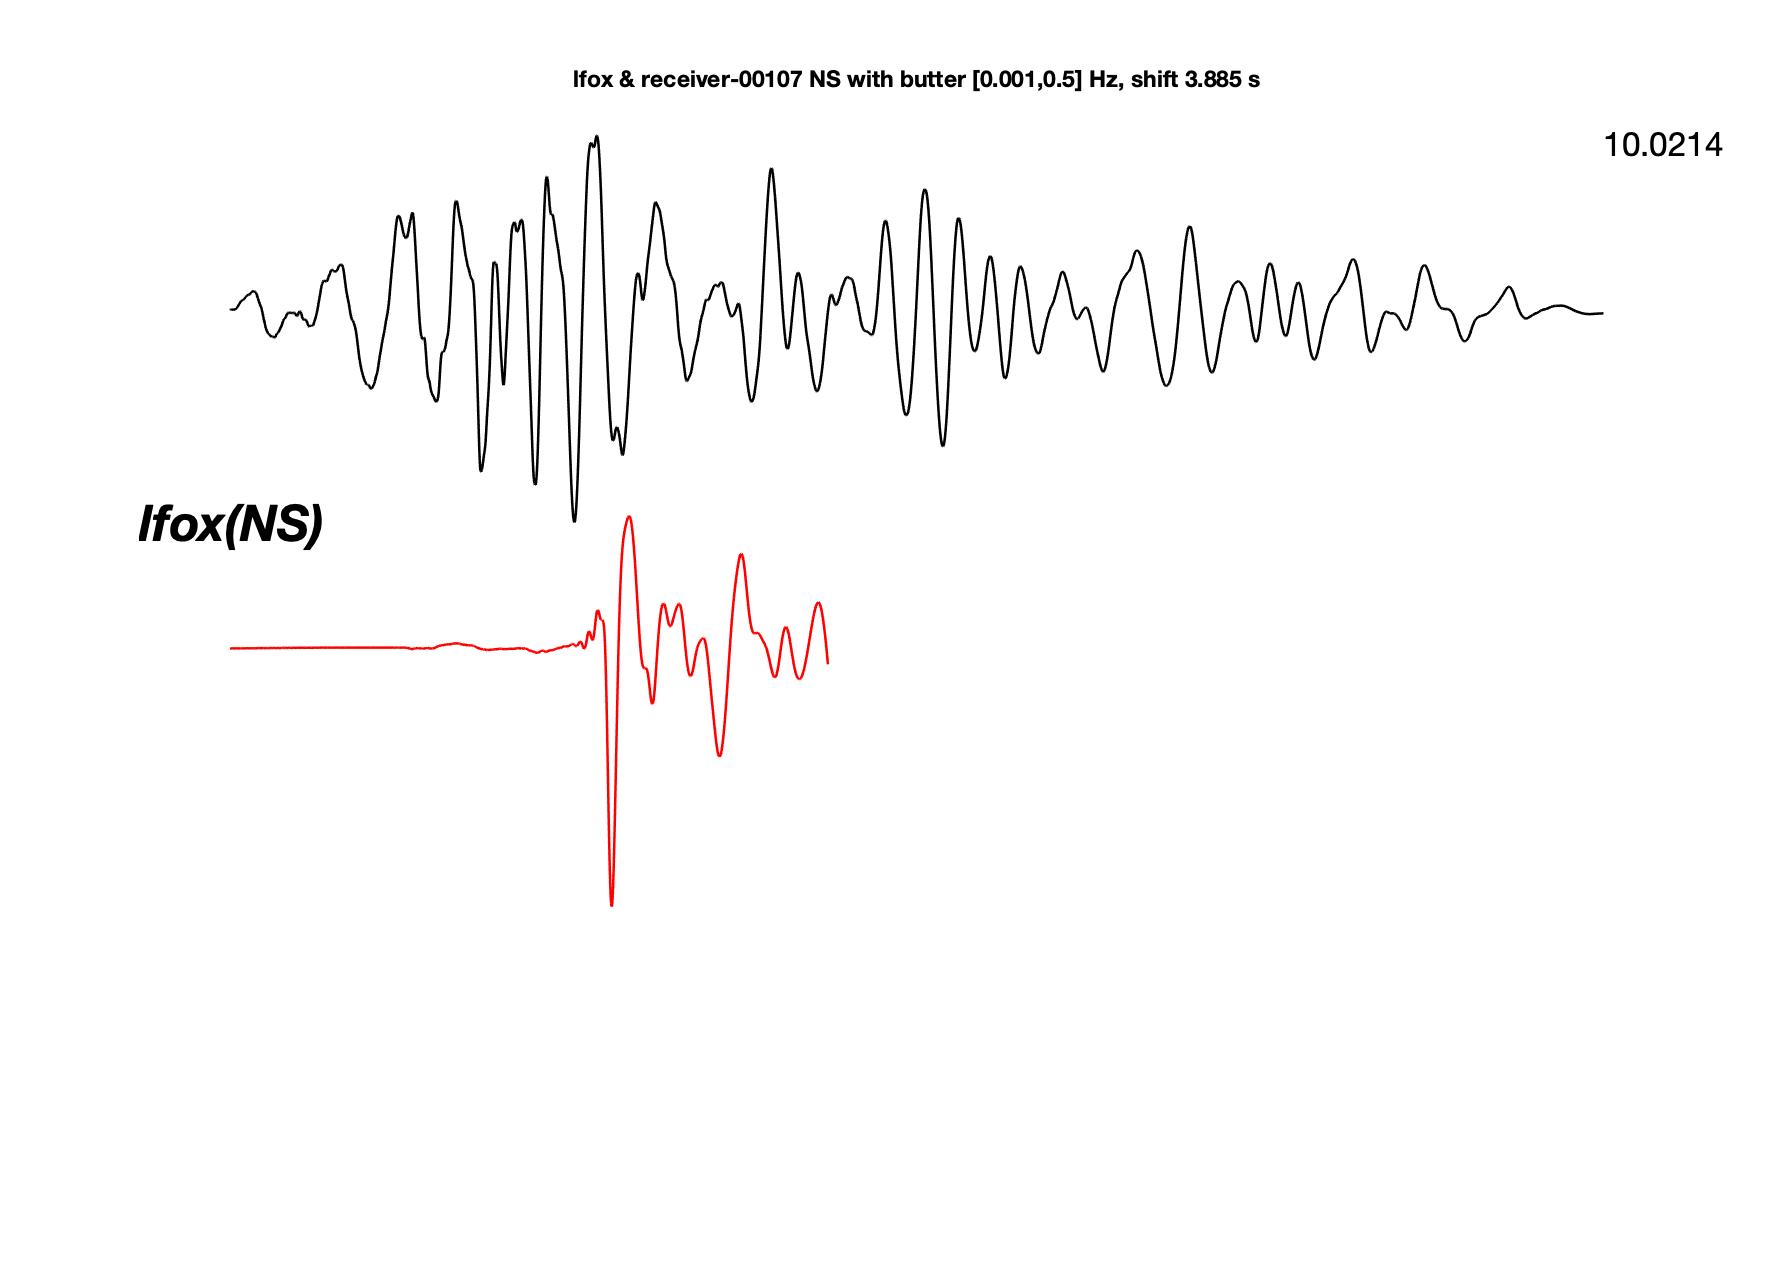 lfox & receiver-00107 NS with butter [0.001,0.5] Hz, shift 3.885 s
10.0214
lfox(NS)